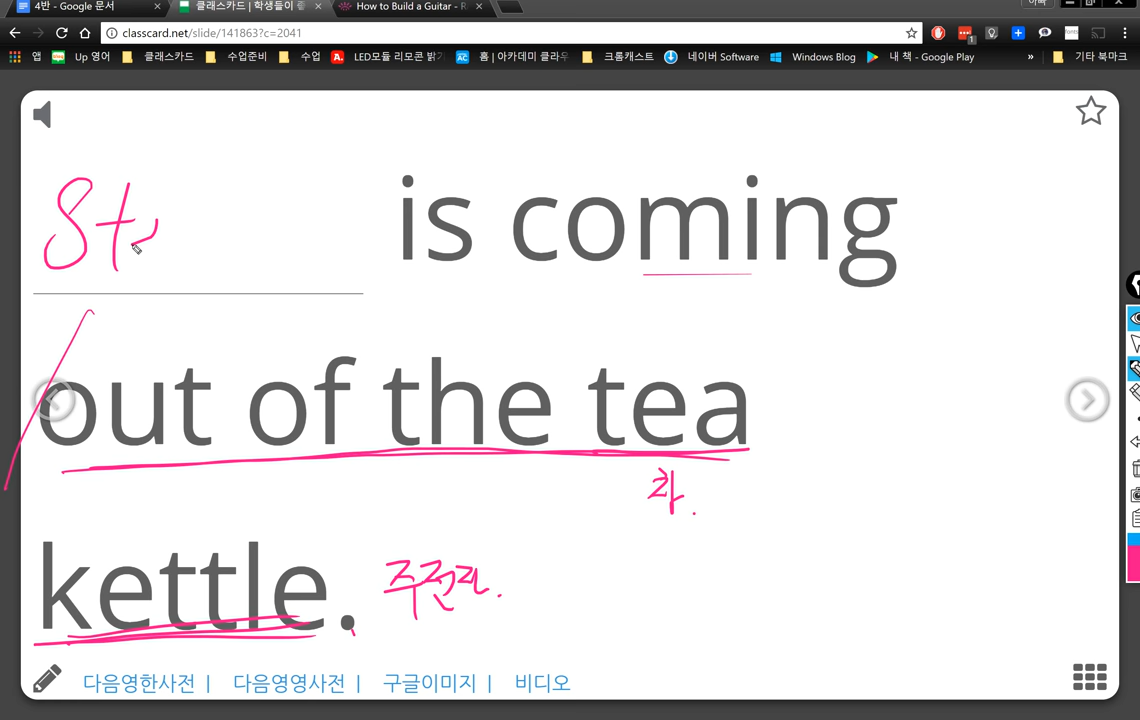 4반 - Google 문서
클래스카드 | 학생들이 좋
How to Build a Guitar - R
classcard.net/slide/141863?c=2041
앱 Up 영어 클래스카드 수업준비 수업 LED모듈 리모콘 밝기 홈 | 아카데미 클라우 크롬캐스트 네이버 Software Windows Blog 내 책 - Google Play » 기타 북마크
is coming
out of the tea
kettle. 주전자.
다음영한사전 | 다음영영사전 | 구글이미지 | 비디오